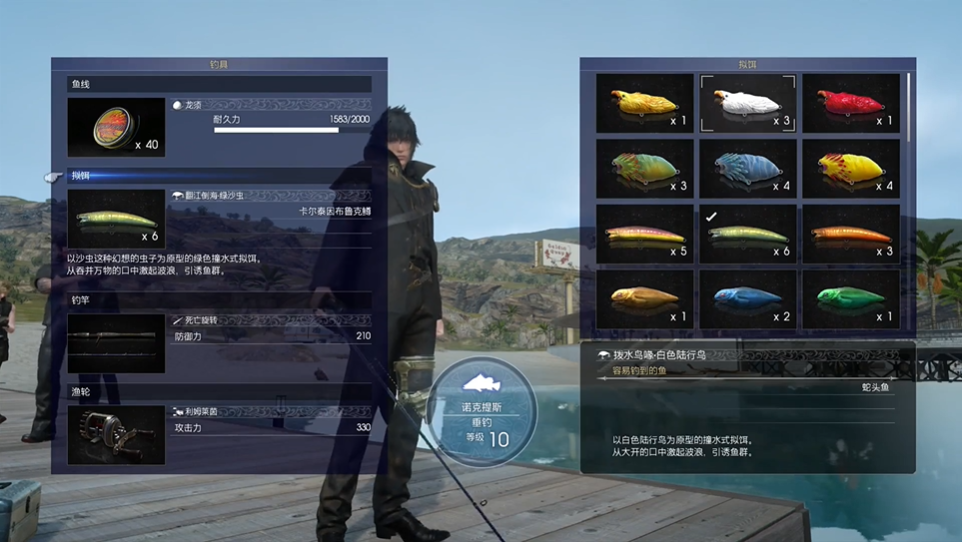 钓具
鱼线
龙须
耐久力 1583/2000
x 40
拟饵
翻江倒海·绿沙虫
卡尔泰因布鲁克鳟
x 6
以沙虫这种幻想的虫子为原型的绿色撞水式拟饵。
从吞并万物的口中激起波浪、引诱鱼群。
钓竿
死亡旋转
防御力 210
渔轮
利姆莱茵
攻击力 330
诺克提斯
垂钓
等级 10
拟饵
x 1
x 3
x 1
x 3
x 4
x 4
x 5
x 6
x 3
x 1
x 2
x 1
拨水鸟喙·白色陆行鸟
容易钓到的鱼
蛇头鱼
以白色陆行鸟为原型的撞水式拟饵。
从大开的口中激起波浪、引诱鱼群。